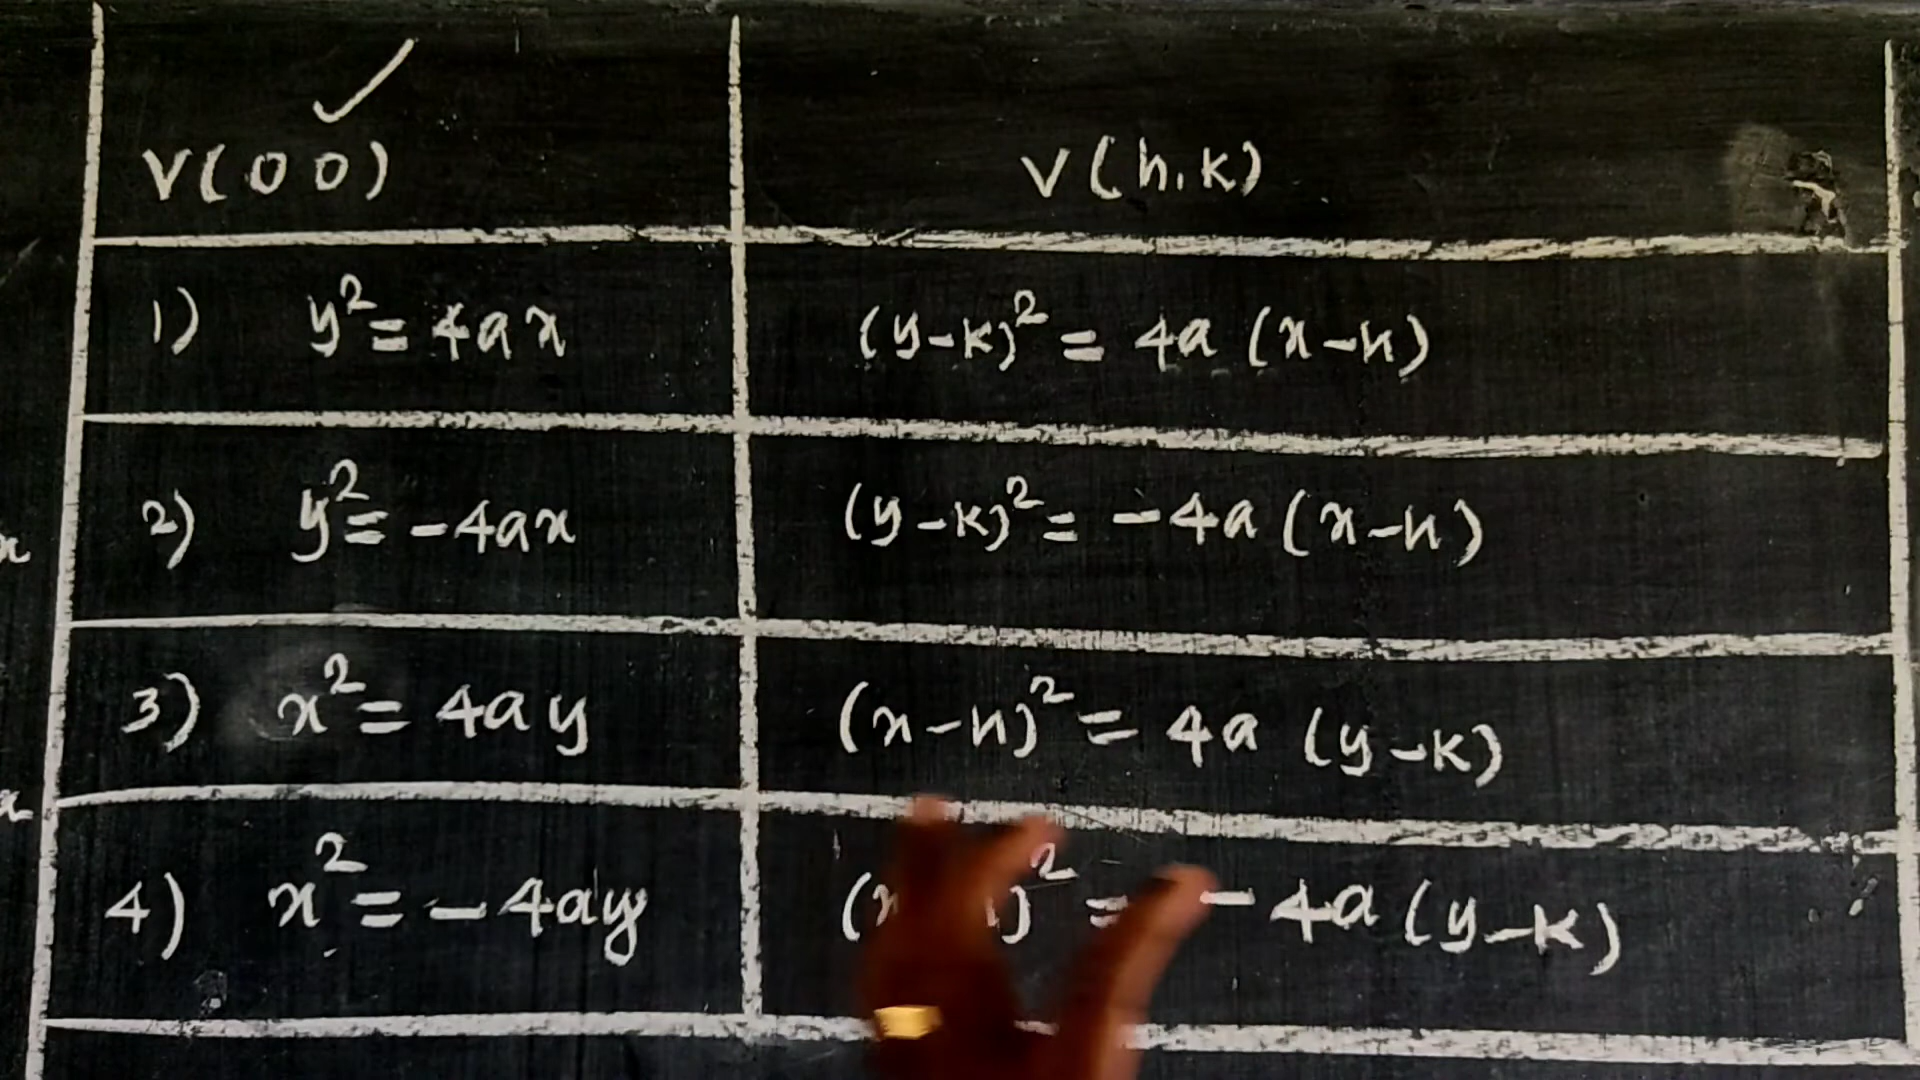 V(0 0) V(h,k)
1) y²= 4ax (y-k)² = 4a (x-h)
2) y²= -4ax (y-k)² = -4a (x-h)
3) x²= 4ay (x-h)² = 4a (y-k)
4) x²= -4ay (x )² = -4a (y-k)